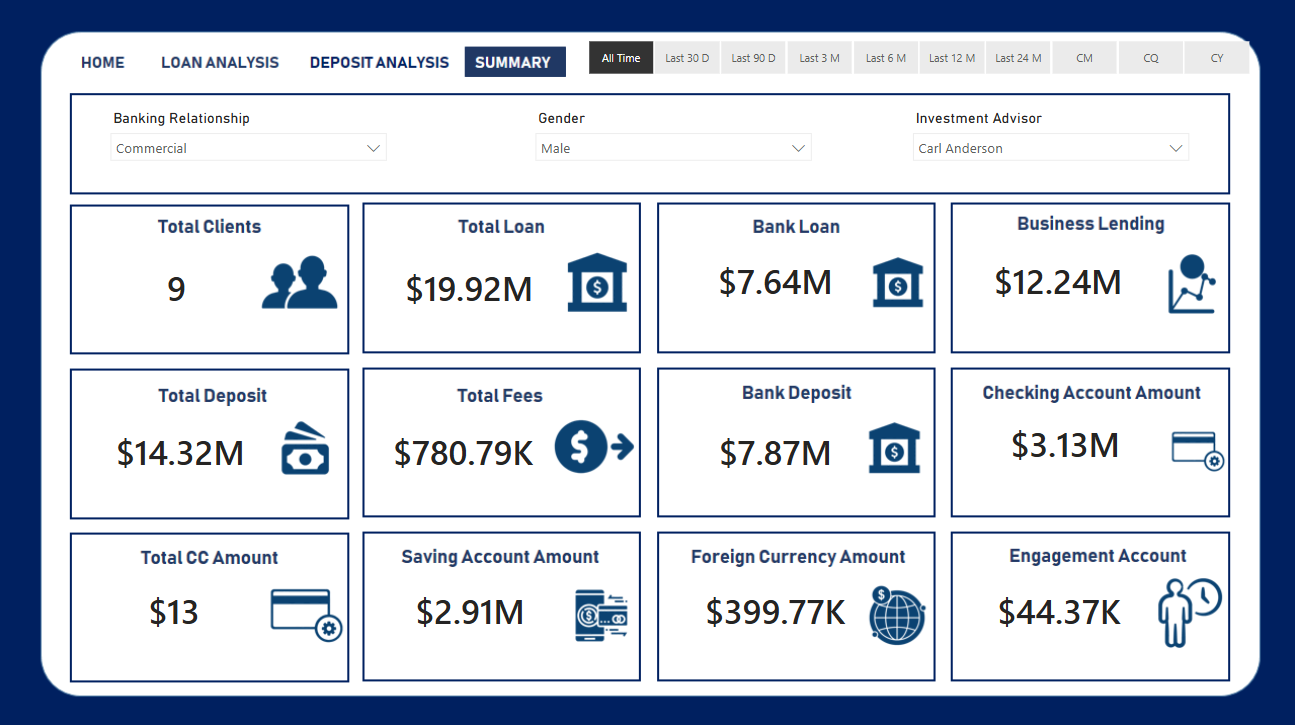 HOME LOAN ANALYSIS DEPOSIT ANALYSIS SUMMARY All Time Last 30 D Last 90 D Last 3 M Last 6 M Last 12 M Last 24 M CM CQ CY
Banking Relationship Gender Investment Advisor
Commercial Male Carl Anderson
Total Clients Total Loan Bank Loan Business Lending
9 $19.92M $7.64M $12.24M
Total Deposit Total Fees Bank Deposit Checking Account Amount
$14.32M $780.79K $7.87M $3.13M
Total CC Amount Saving Account Amount Foreign Currency Amount Engagement Account
$13 $2.91M $399.77K $44.37K